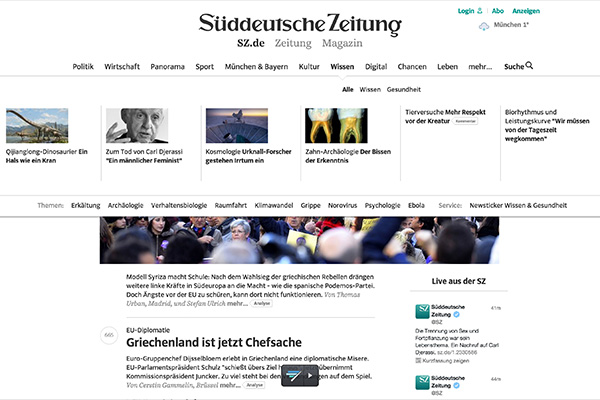 Login Abo Anzeigen
Süddeutsche Zeitung
München 1°
SZ.de Zeitung Magazin
Politik Wirtschaft Panorama Sport München & Bayern Kultur Wissen Digital Chancen Leben mehr... Suche
Alle Wissen Gesundheit
Qijianglong-Dinosaurier Ein
Hals wie ein Kran
Zum Tod von Carl Djerassi
"Ein männlicher Feminist"
Kosmologie Urknall-Forscher
gestehen Irrtum ein
Zahn-Archäologie Der Bissen
der Erkenntnis
Tierversuche Mehr Respekt
vor der Kreatur Kommentar
Biorhythmus und
Leistungskurve "Wir müssen
von der Tageszeit
wegkommen"
Themen: Erkältung Archäologie Verhaltensbiologie Raumfahrt Klimawandel Grippe Norovirus Psychologie Ebola Service: Newsticker Wissen & Gesundheit
Modell Syriza macht Schule: Nach dem Wahlsieg der griechischen Rebellen drängen
weitere linke Kräfte in Südeuropa an die Macht - wie die spanische Podemos-Partei.
Doch Ängste vor der EU zu schüren, kann dort nicht funktionieren. Von Thomas
Urban, Madrid, und Stefan Ulrich mehr... Analyse
665
EU-Diplomatie
Griechenland ist jetzt Chefsache
Euro-Gruppenchef Dijsselbloem erlebt in Griechenland eine diplomatische Misere.
EU-Parlamentspräsident Schulz "schießt übers Ziel übernimmt
Kommissionspräsident Juncker. Zu viel steht bei den gen auf dem Spiel.
Von Cerstin Gammelin, Brüssel mehr... Analyse
Live aus der SZ
Süddeutsche 41m
Zeitung
@SZ
Die Trennung von Sex und
Fortpflanzung war sein
Lebensthema. Ein Nachruf auf Carl
Djerassi. sz.de/1.2330586
Kurzfassung zeigen
Süddeutsche 44m
Zeitung
@SZ